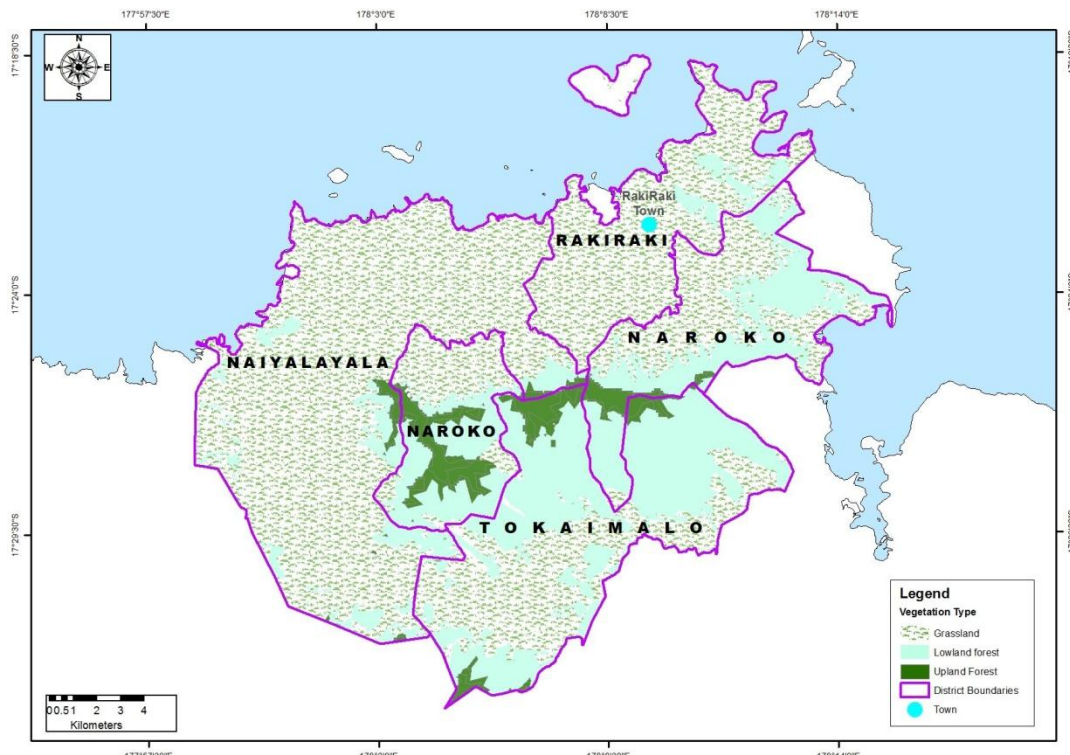 177°57'30"E
178°3'0"E
178°8'30"E
178°14'0"E
17°18'30"S
N
W E
S
RakiRaki
Town
RAKIRAKI
17°24'0"S
NAROKO
NAIYALAYALA
NAROKO
17°29'30"S
TOKAIMALO
Legend
Vegetation Type
Grassland
Lowland forest
Upland Forest
District Boundaries
Town
0 0.5 1 2 3 4
Kilometers